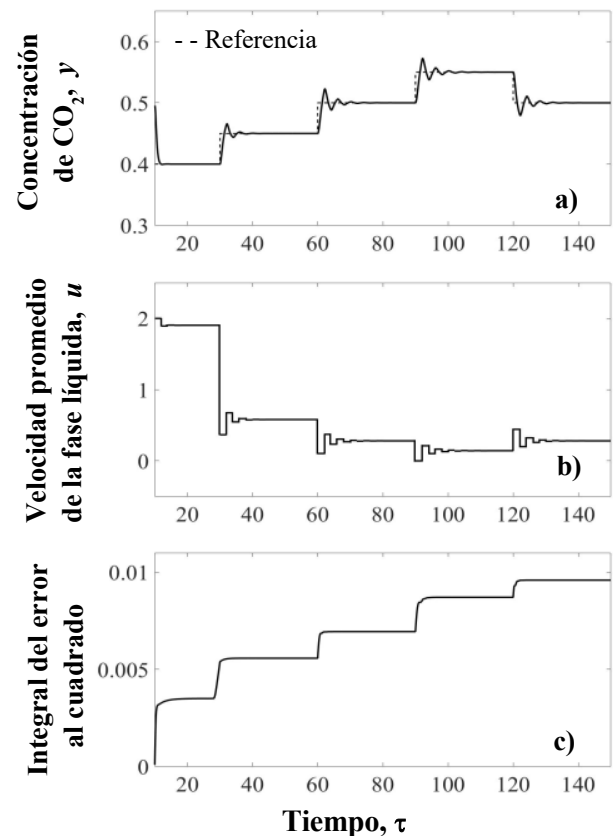 Concentración
de CO2, y
- - Referencia
0.6
0.5
0.4
0.3
a)
20 40 60 80 100 120 140
Velocidad promedio
de la fase líquida, u
2
1
0
b)
20 40 60 80 100 120 140
Integral del error
al cuadrado
0.01
0.005
0
c)
20 40 60 80 100 120 140
Tiempo, τ